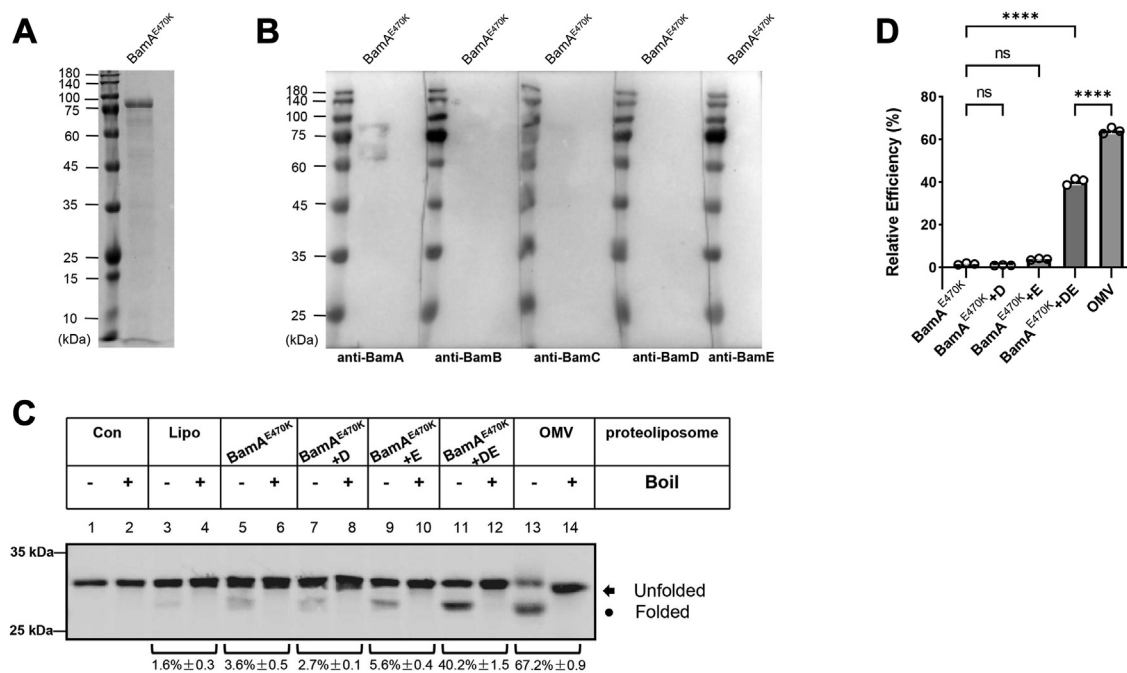 A
BamA^E470K
180
140
100
75
60
45
35
25
15
10
(kDa)
B
BamA^E470K BamA^E470K BamA^E470K BamA^E470K BamA^E470K
180
140
100
75
60
45
35
25
(kDa)
anti-BamA anti-BamB anti-BamC anti-BamD anti-BamE
D
****
ns
ns
****
Relative Efficiency (%)
80
60
40
20
0
BamA^E470K
BamA^E470K+D
BamA^E470K+E
BamA^E470K+DE
OMV
C
Con Lipo BamA^E470K BamA^E470K +D BamA^E470K +E BamA^E470K +DE OMV proteoliposome
- + - + - + - + - + - + - + Boil
1 2 3 4 5 6 7 8 9 10 11 12 13 14
35 kDa
Unfolded
Folded
25 kDa
1.6%±0.3 3.6%±0.5 2.7%±0.1 5.6%±0.4 40.2%±1.5 67.2%±0.9